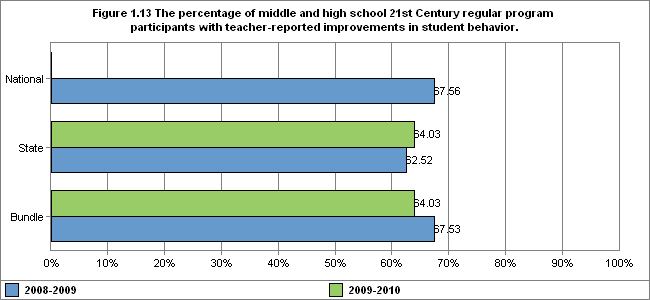 Figure 1.13 The percentage of middle and high school 21st Century regular program
participants with teacher-reported improvements in student behavior.
National
67.56
64.03
State
62.52
64.03
Bundle
67.53
0% 10% 20% 30% 40% 50% 60% 70% 80% 90% 100%
2008-2009 2009-2010